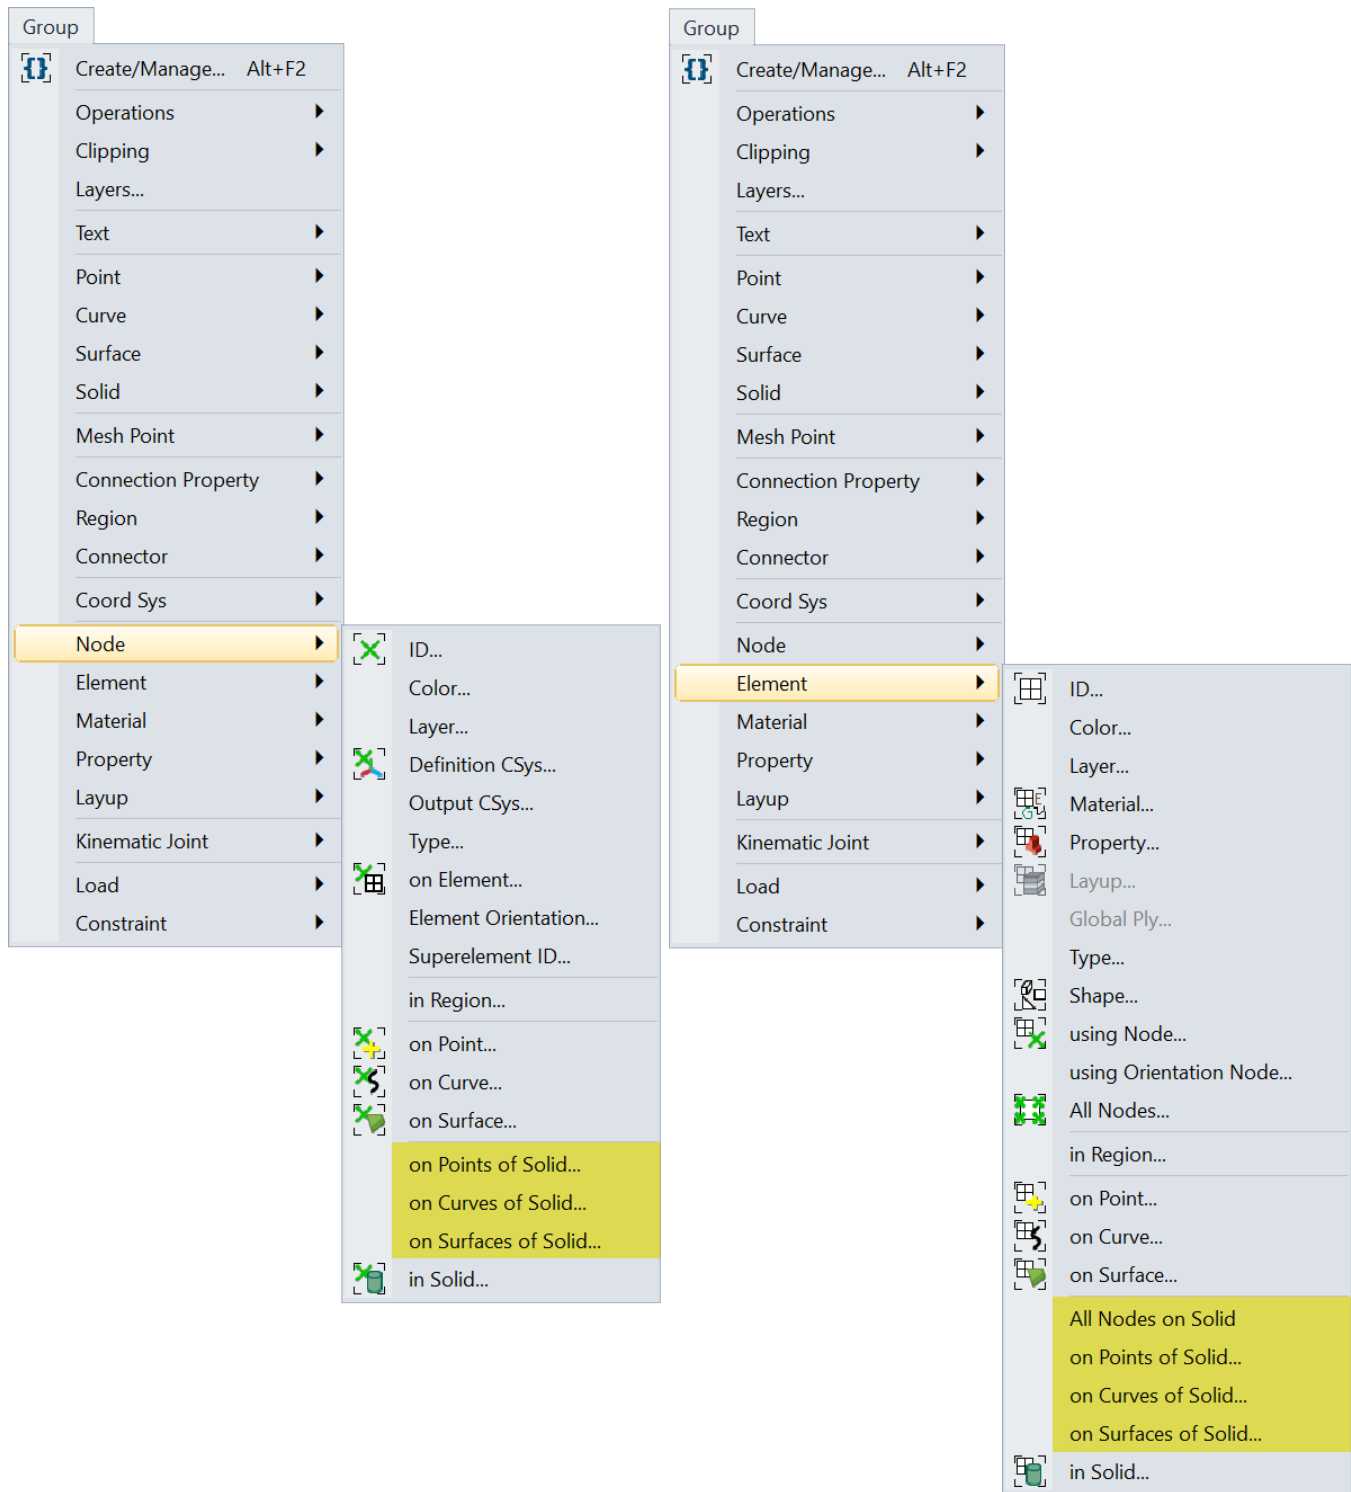 Group
Create/Manage... Alt+F2
Operations
Clipping
Layers...
Text
Point
Curve
Surface
Solid
Mesh Point
Connection Property
Region
Connector
Coord Sys
Node
Element
Material
Property
Layup
Kinematic Joint
Load
Constraint
ID...
Color...
Layer...
Definition CSys...
Output CSys...
Type...
on Element...
Element Orientation...
Superelement ID...
in Region...
on Point...
on Curve...
on Surface...
on Points of Solid...
on Curves of Solid...
on Surfaces of Solid...
in Solid...
Group
Create/Manage... Alt+F2
Operations
Clipping
Layers...
Text
Point
Curve
Surface
Solid
Mesh Point
Connection Property
Region
Connector
Coord Sys
Node
Element
Material
Property
Layup
Kinematic Joint
Load
Constraint
ID...
Color...
Layer...
Material...
Property...
Layup...
Global Ply...
Type...
Shape...
using Node...
using Orientation Node...
All Nodes...
in Region...
on Point...
on Curve...
on Surface...
All Nodes on Solid
on Points of Solid...
on Curves of Solid...
on Surfaces of Solid...
in Solid...